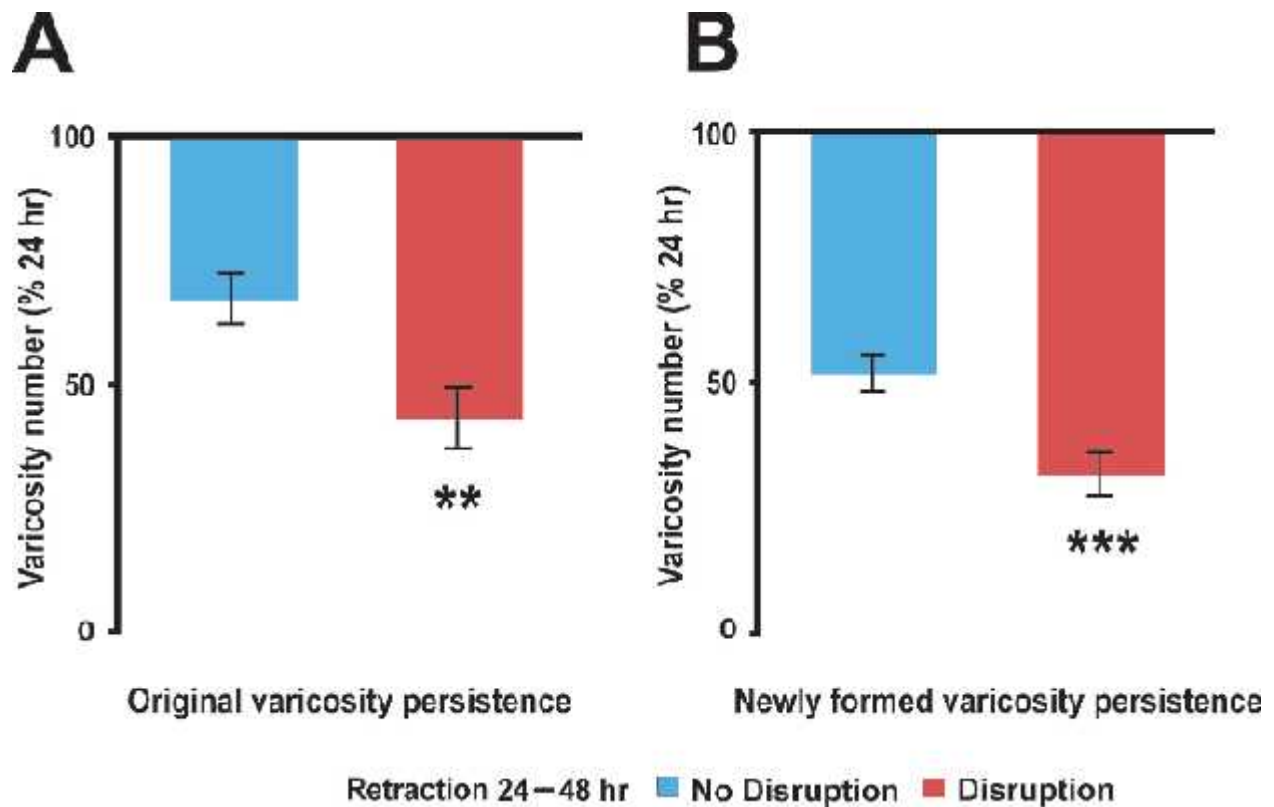 A
B
Varicosity number (% 24 hr)
100
50
0
**
Original varicosity persistence
Varicosity number (% 24 hr)
100
50
0
***
Newly formed varicosity persistence
Retraction 24–48 hr No Disruption Disruption